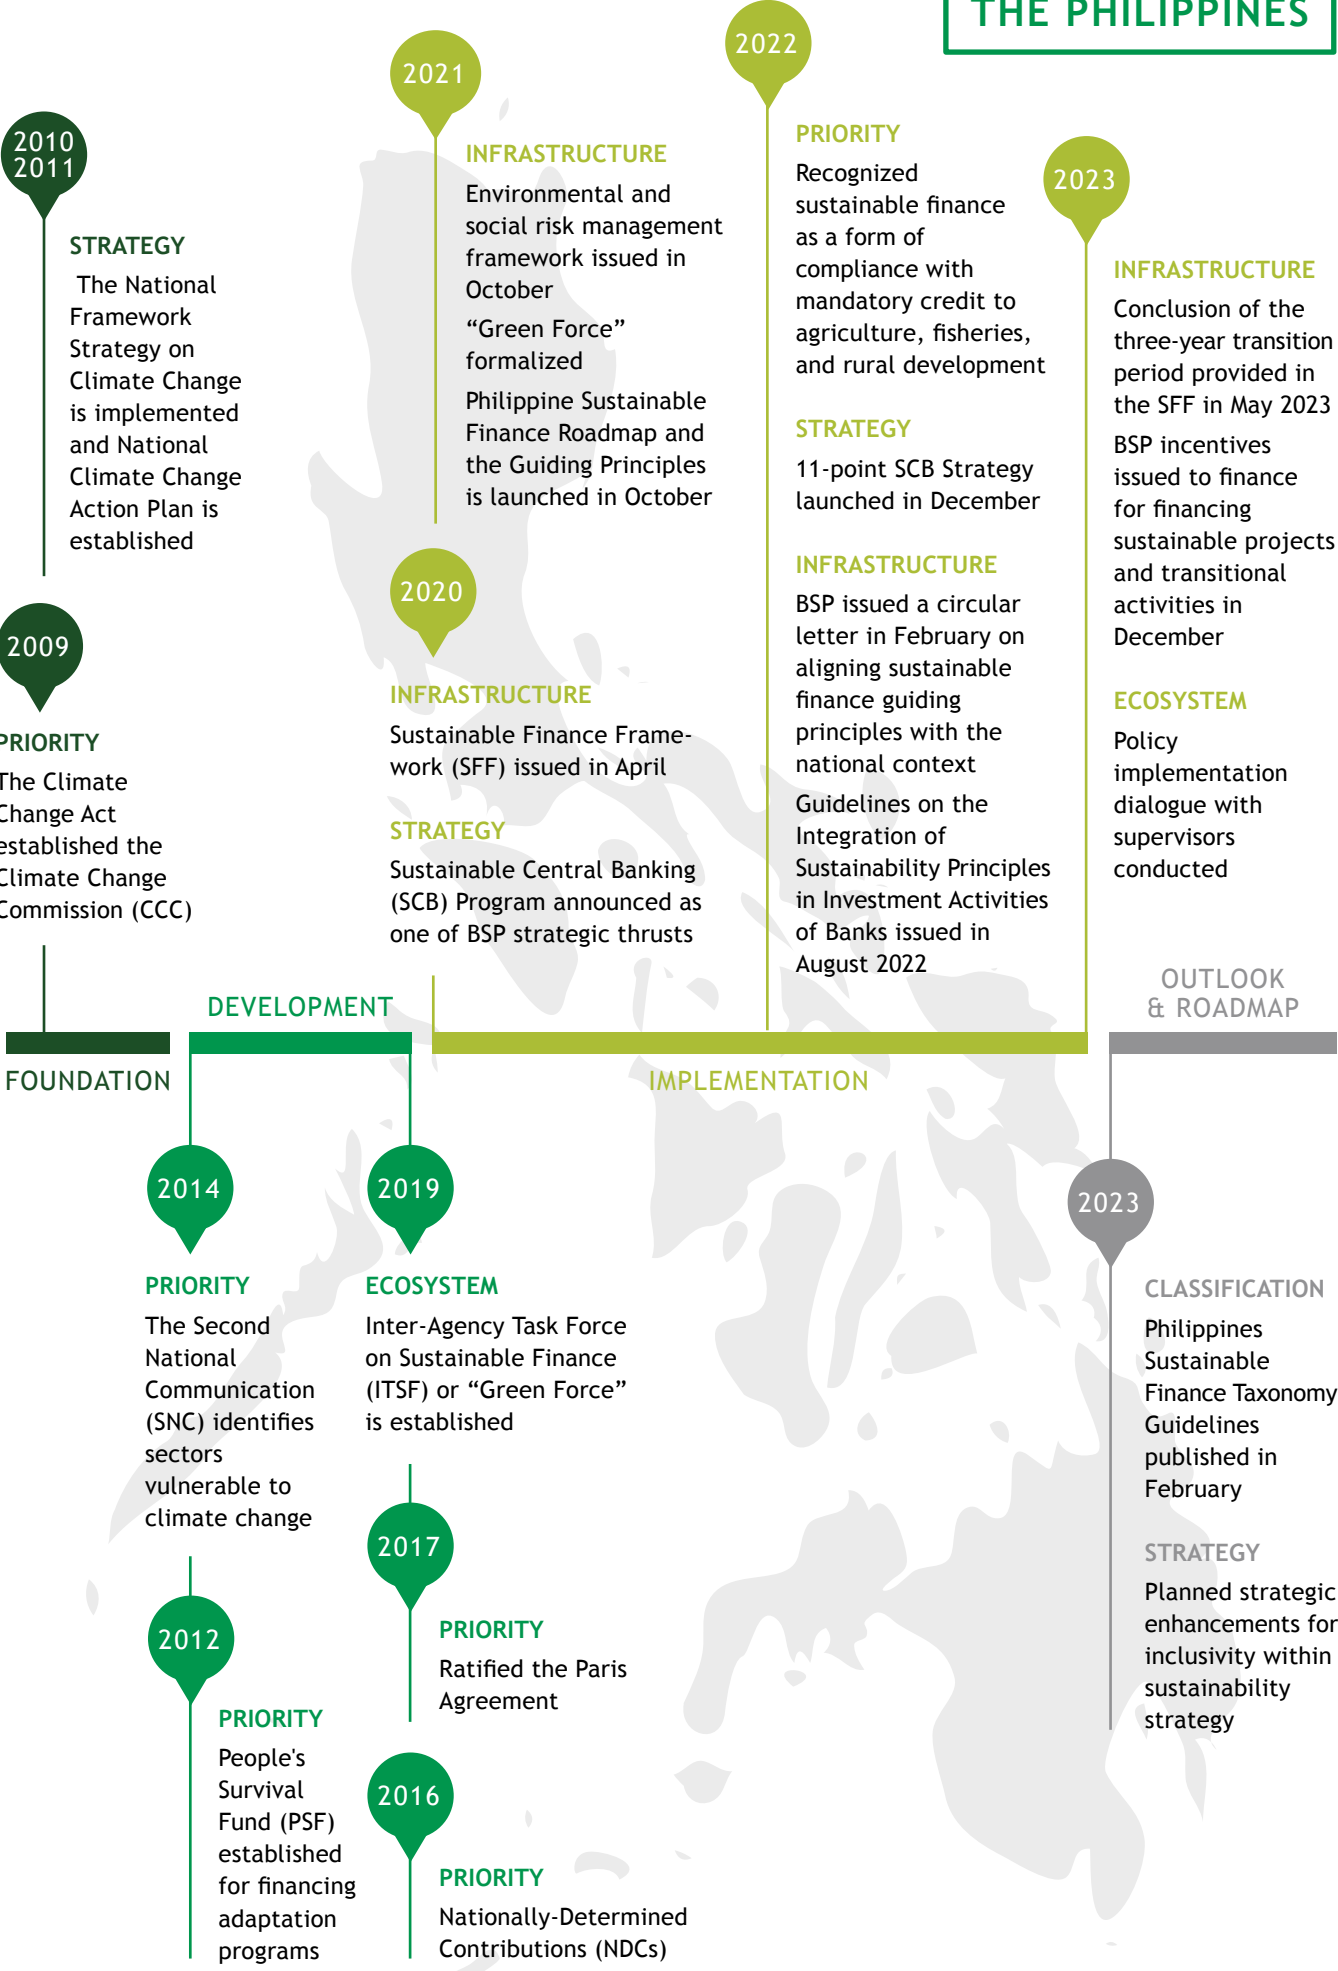 THE PHILIPPINES
2010
2011
STRATEGY
The National
Framework
Strategy on
Climate Change
is implemented
and National
Climate Change
Action Plan is
established
2009
PRIORITY
The Climate
Change Act
established the
Climate Change
Commission (CCC)
2021
INFRASTRUCTURE
Environmental and
social risk management
framework issued in
October
“Green Force”
formalized
Philippine Sustainable
Finance Roadmap and
the Guiding Principles
is launched in October
2020
INFRASTRUCTURE
Sustainable Finance Frame-
work (SFF) issued in April
STRATEGY
Sustainable Central Banking
(SCB) Program announced as
one of BSP strategic thrusts
2022
PRIORITY
Recognized
sustainable finance
as a form of
compliance with
mandatory credit to
agriculture, fisheries,
and rural development
STRATEGY
11-point SCB Strategy
launched in December
INFRASTRUCTURE
BSP issued a circular
letter in February on
aligning sustainable
finance guiding
principles with the
national context
Guidelines on the
Integration of
Sustainability Principles
in Investment Activities
of Banks issued in
August 2022
2023
INFRASTRUCTURE
Conclusion of the
three-year transition
period provided in
the SFF in May 2023
BSP incentives
issued to finance
for financing
sustainable projects
and transitional
activities in
December
ECOSYSTEM
Policy
implementation
dialogue with
supervisors
conducted
FOUNDATION
DEVELOPMENT
IMPLEMENTATION
OUTLOOK
& ROADMAP
2014
PRIORITY
The Second
National
Communication
(SNC) identifies
sectors
vulnerable to
climate change
2012
PRIORITY
People's
Survival
Fund (PSF)
established
for financing
adaptation
programs
2019
ECOSYSTEM
Inter-Agency Task Force
on Sustainable Finance
(ITSF) or “Green Force”
is established
2017
PRIORITY
Ratified the Paris
Agreement
2016
PRIORITY
Nationally-Determined
Contributions (NDCs)
2023
CLASSIFICATION
Philippines
Sustainable
Finance Taxonomy
Guidelines
published in
February
STRATEGY
Planned strategic
enhancements for
inclusivity within
sustainability
strategy